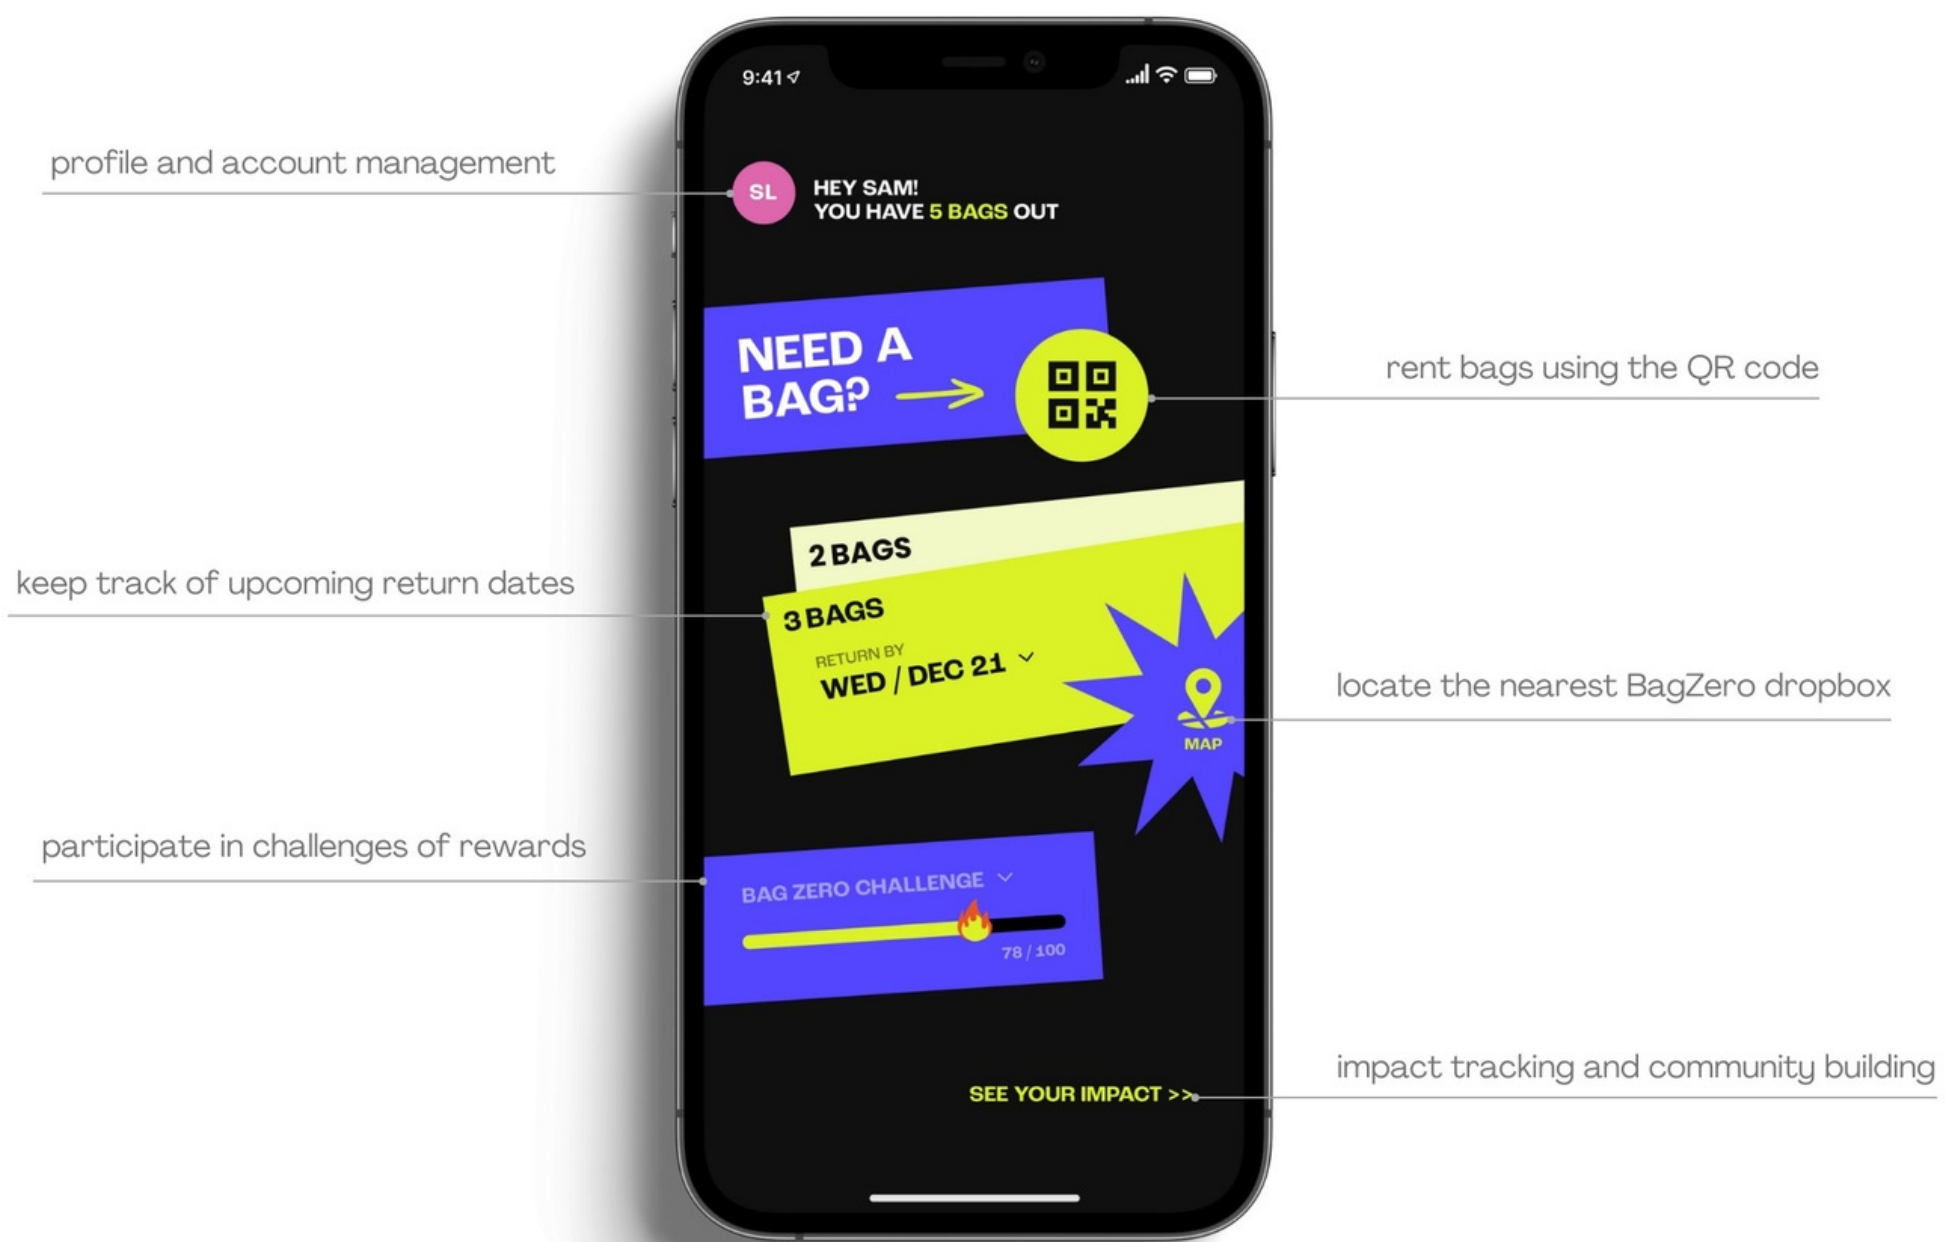 9:41
profile and account management
SL
HEY SAM!
YOU HAVE 5 BAGS OUT
NEED A
BAG?
rent bags using the QR code
2 BAGS
keep track of upcoming return dates
3 BAGS
RETURN BY
WED / DEC 21
locate the nearest BagZero dropbox
MAP
participate in challenges of rewards
BAG ZERO CHALLENGE
78 / 100
impact tracking and community building
SEE YOUR IMPACT >>